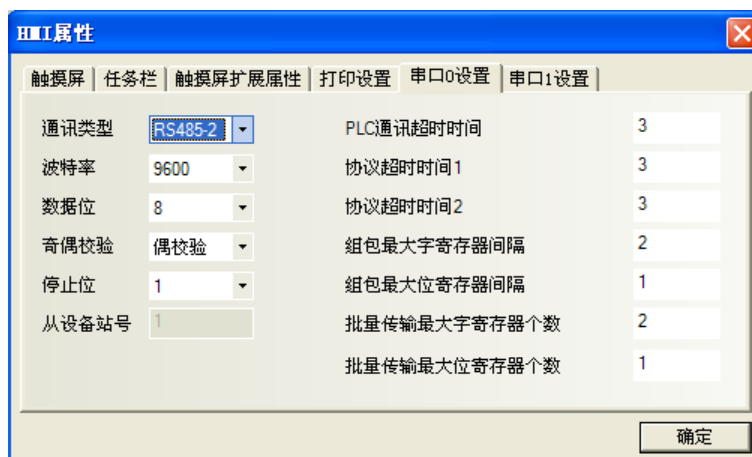 HMI属性
触摸屏 任务栏 触摸屏扩展属性 打印设置 串口0设置 串口1设置
通讯类型 RS485-2 PLC通讯超时时间 3
波特率 9600 协议超时时间1 3
数据位 8 协议超时时间2 3
奇偶校验 偶校验 组包最大字寄存器间隔 2
停止位 1 组包最大位寄存器间隔 1
从设备站号 1 批量传输最大字寄存器个数 2
批量传输最大位寄存器个数 1
确定